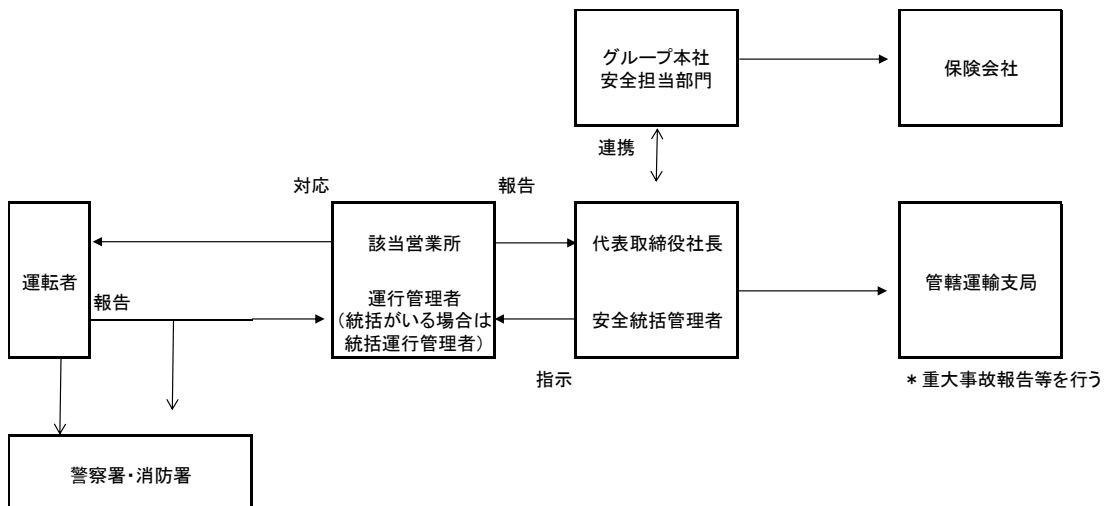 グループ本社
安全担当部門
保険会社
連携
対応
報告
運転者
該当営業所
代表取締役社長
管轄運輸支局
報告
運行管理者
(統括がいる場合は
統括運行管理者)
安全統括管理者
指示
*重大事故報告等を行う
警察署・消防署